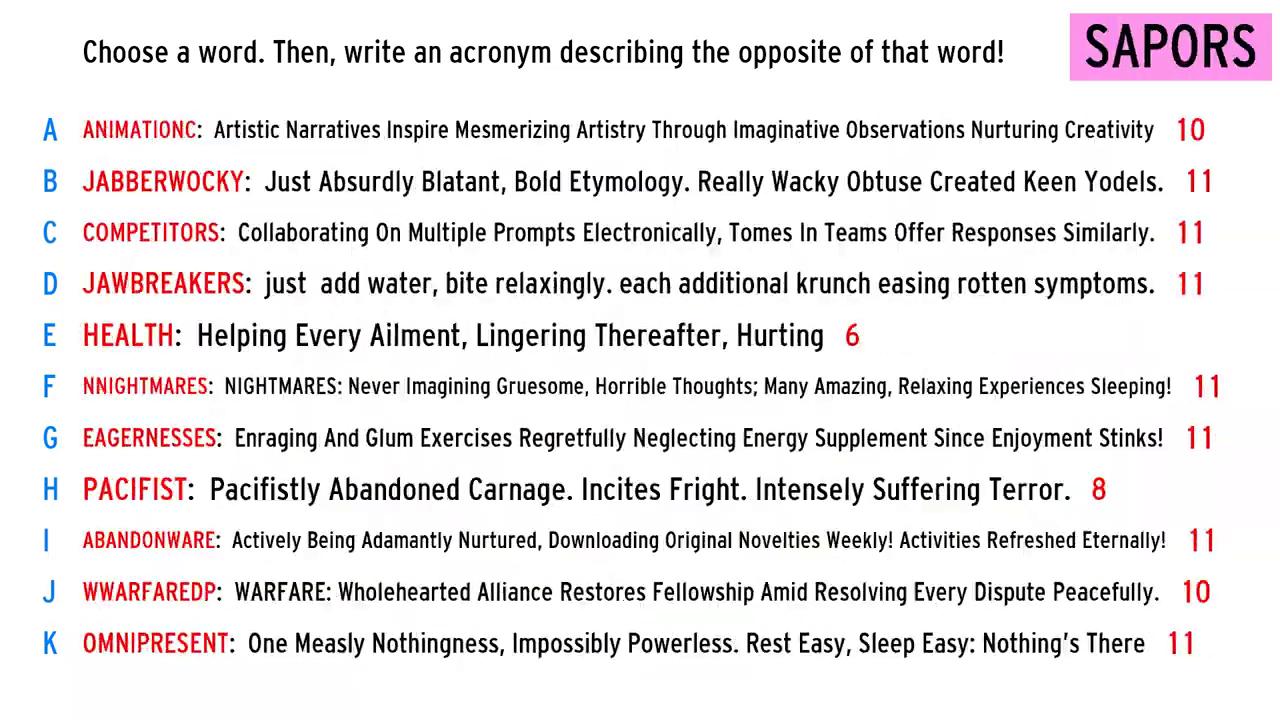 Choose a word. Then, write an acronym describing the opposite of that word!
SAPORS
A ANIMATIONC: Artistic Narratives Inspire Mesmerizing Artistry Through Imaginative Observations Nurturing Creativity 10
B JABBERWOCKY: Just Absurdly Blatant, Bold Etymology. Really Wacky Obtuse Created Keen Yodels. 11
C COMPETITORS: Collaborating On Multiple Prompts Electronically, Tomes In Teams Offer Responses Similarly. 11
D JAWBREAKERS: just add water, bite relaxingly. each additional krunch easing rotten symptoms. 11
E HEALTH: Helping Every Ailment, Lingering Thereafter, Hurting 6
F NNIGHTMARES: NIGHTMARES: Never Imagining Gruesome, Horrible Thoughts; Many Amazing, Relaxing Experiences Sleeping! 11
G EAGERNESSES: Enraging And Glum Exercises Regretfully Neglecting Energy Supplement Since Enjoyment Stinks! 11
H PACIFIST: Pacifistly Abandoned Carnage. Incites Fright. Intensely Suffering Terror. 8
I ABANDONWARE: Actively Being Adamantly Nurtured, Downloading Original Novelties Weekly! Activities Refreshed Eternally! 11
J WWARFAREDP: WARFARE: Wholehearted Alliance Restores Fellowship Amid Resolving Every Dispute Peacefully. 10
K OMNIPRESENT: One Measly Nothingness, Impossibly Powerless. Rest Easy, Sleep Easy: Nothing's There 11